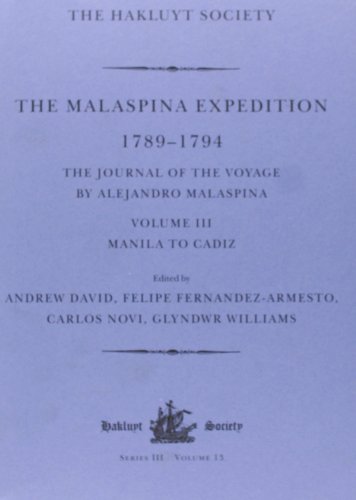 THE HAKLUYT SOCIETY
THE MALASPINA EXPEDITION
1789–1794
THE JOURNAL OF THE VOYAGE
BY ALEJANDRO MALASPINA
VOLUME III
MANILA TO CADIZ
Edited by
ANDREW DAVID, FELIPE FERNANDEZ-ARMESTO,
CARLOS NOVI, GLYNDWR WILLIAMS
Hakluyt Society
SERIES III VOLUME 13